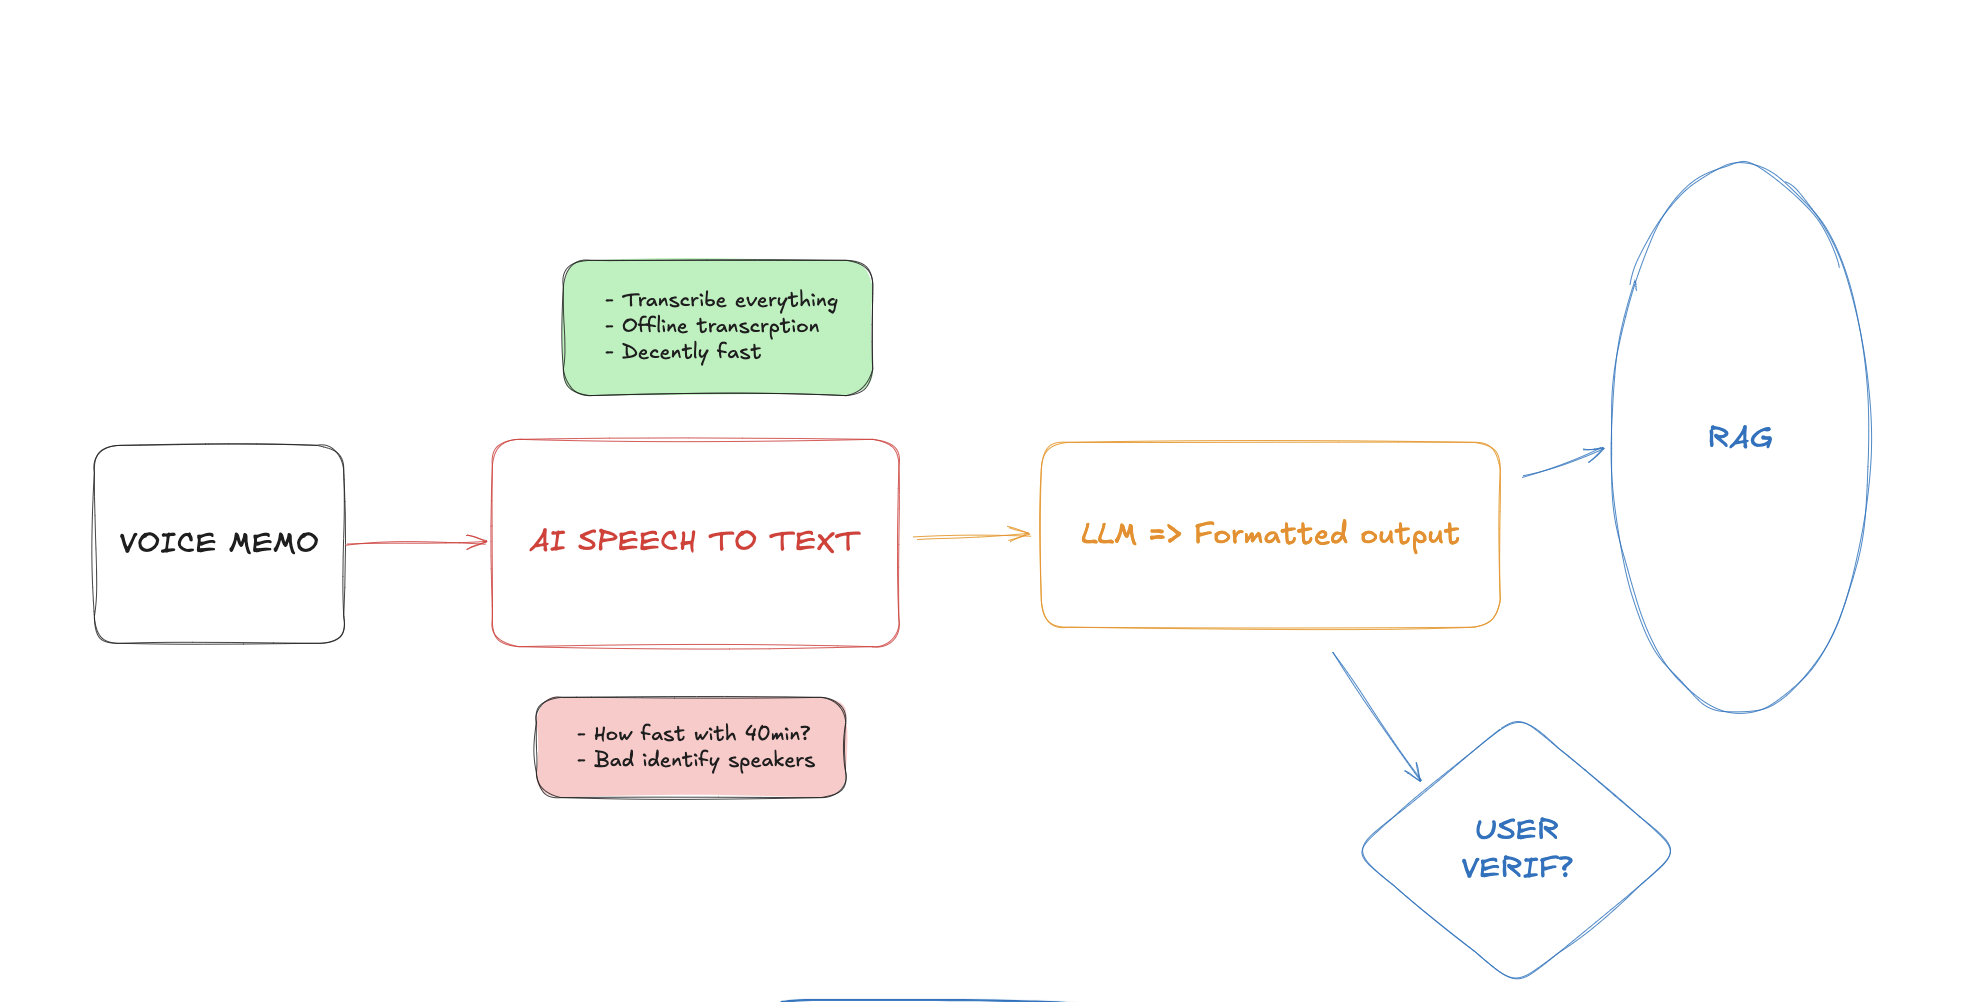 - Transcribe everything
- Offline transcrption
- Decently fast
VOICE MEMO
AI SPEECH TO TEXT
LLM => Formatted output
RAG
- How fast with 40min?
- Bad identify speakers
USER
VERIF?